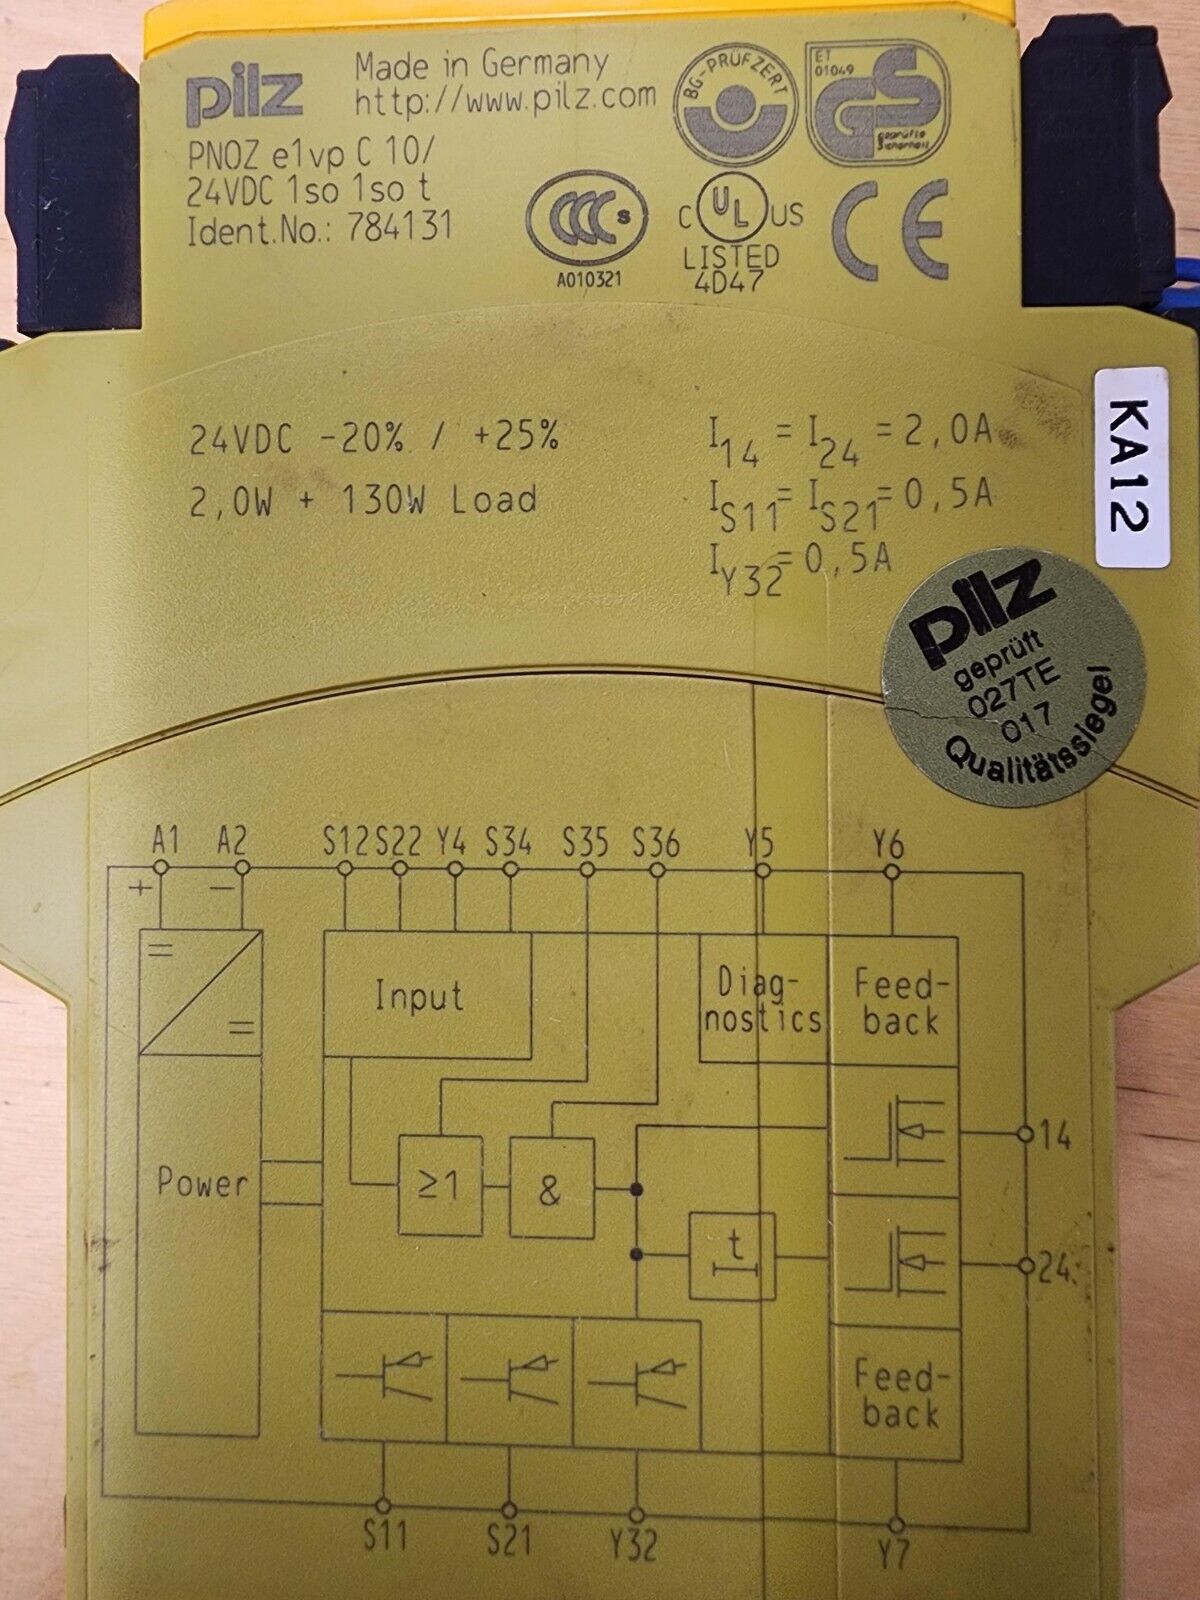 pilz
Made in Germany
http://www.pilz.com
PNOZ e1vp C 10/
24VDC 1so 1so t
Ident.No.: 784131
BG-PRÜFZERT
ET
01049
GS
geprüfte
Sicherheit
CCC S
A010321
C UL US
LISTED
4D47
CE
KA12
24VDC -20% / +25%
2,0W + 130W Load
I14 = I24 = 2,0A
IS11= IS21=0,5A
IY32=0,5A
pilz
geprüft
027TE
017
Qualitätssiegel
A1 A2 S12 S22 Y4 S34 S35 S36 Y5 Y6
+ −
Input
Diag-
nostics
Feed-
back
Power
≥1
&
t
14
24
Feed-
back
S11 S21 Y32 Y7